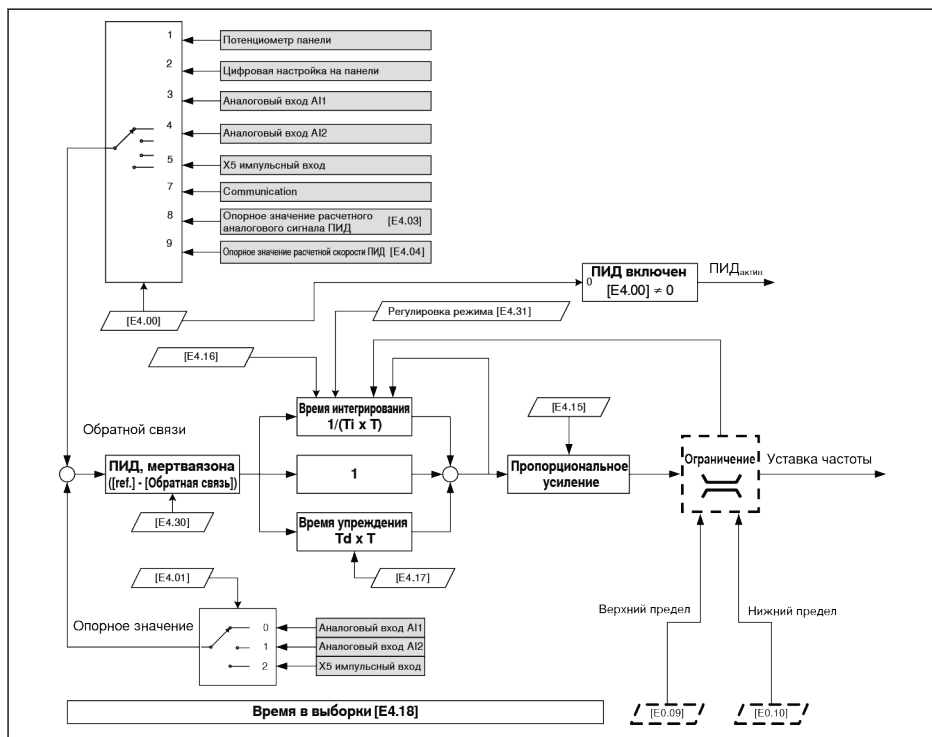 1
Потенциометр панели
2
Цифровая настройка на панели
3
Аналоговый вход AI1
4
Аналоговый вход AI2
5
X5 импульсный вход
7
Communication
8
Опорное значение расчетного
аналогового сигнала ПИД
[E4.03]
9
Опорное значение расчетной скорости ПИД [E4.04]
[E4.00]
0
ПИД включен
[E4.00] ≠ 0
ПИДактив.
Регулировка режима [E4.31]
[E4.16]
Время интегрирования
1/(Ti x T)
[E4.15]
Обратной связи
ПИД, мертваязона
([ref.] - [Обратная связь])
1
Пропорциональное
усиление
Ограничение
Уставка частоты
[E4.30]
Время упреждения
Td x T
[E4.17]
[E4.01]
Верхний предел
Нижний предел
Опорное значение
0
Аналоговый вход AI1
1
Аналоговый вход AI2
2
X5 импульсный вход
Время в выборки [E4.18]
[E0.09]
[E0.10]